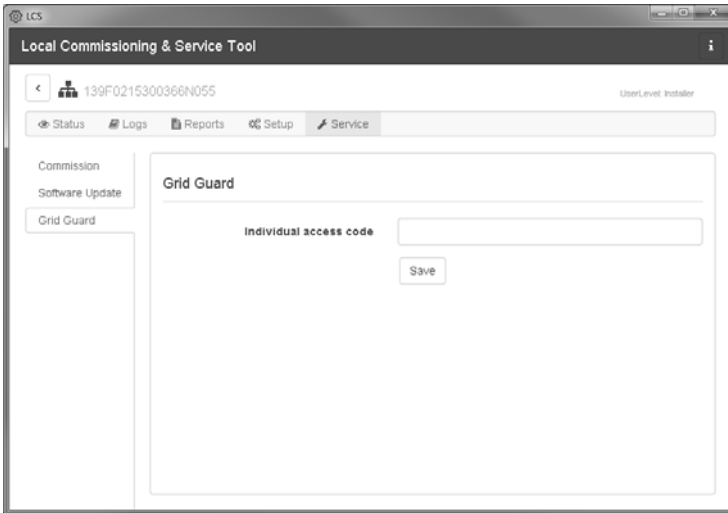 LCS
Local Commissioning & Service Tool
i
139F0215300366N055
UserLevel: Installer
Status Logs Reports Setup Service
Commission
Software Update
Grid Guard
Grid Guard
Individual access code
Save